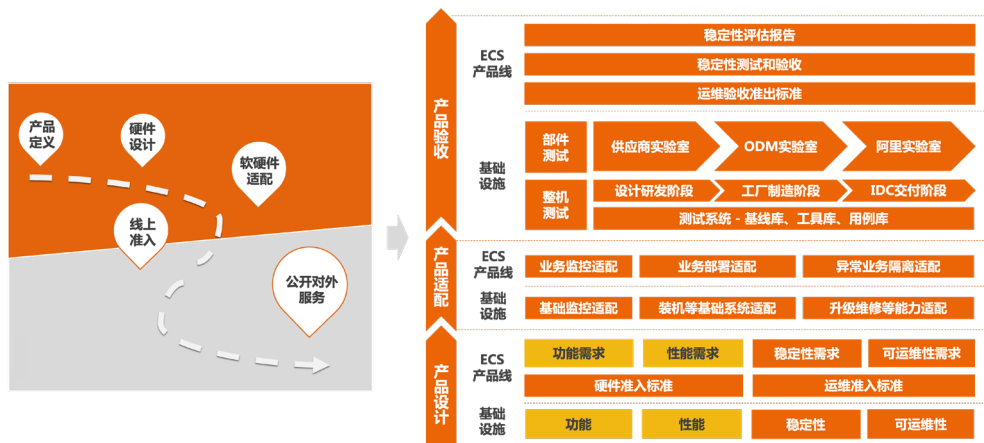 产品
定义
硬件
设计
软硬件
适配
线上
准入
公开对外
服务
产品验收
ECS
产品线
稳定性评估报告
稳定性测试和验收
运维验收准出标准
基础
设施
部件
测试
供应商实验室
ODM实验室
阿里实验室
整机
测试
设计研发阶段
工厂制造阶段
IDC交付阶段
测试系统 - 基线库、工具库、用例库
产品适配
ECS
产品线
业务监控适配
业务部署适配
异常业务隔离适配
基础
设施
基础监控适配
装机等基础系统适配
升级维修等能力适配
产品设计
ECS
产品线
功能需求
性能需求
稳定性需求
可运维性需求
硬件准入标准
运维准入标准
基础
设施
功能
性能
稳定性
可运维性